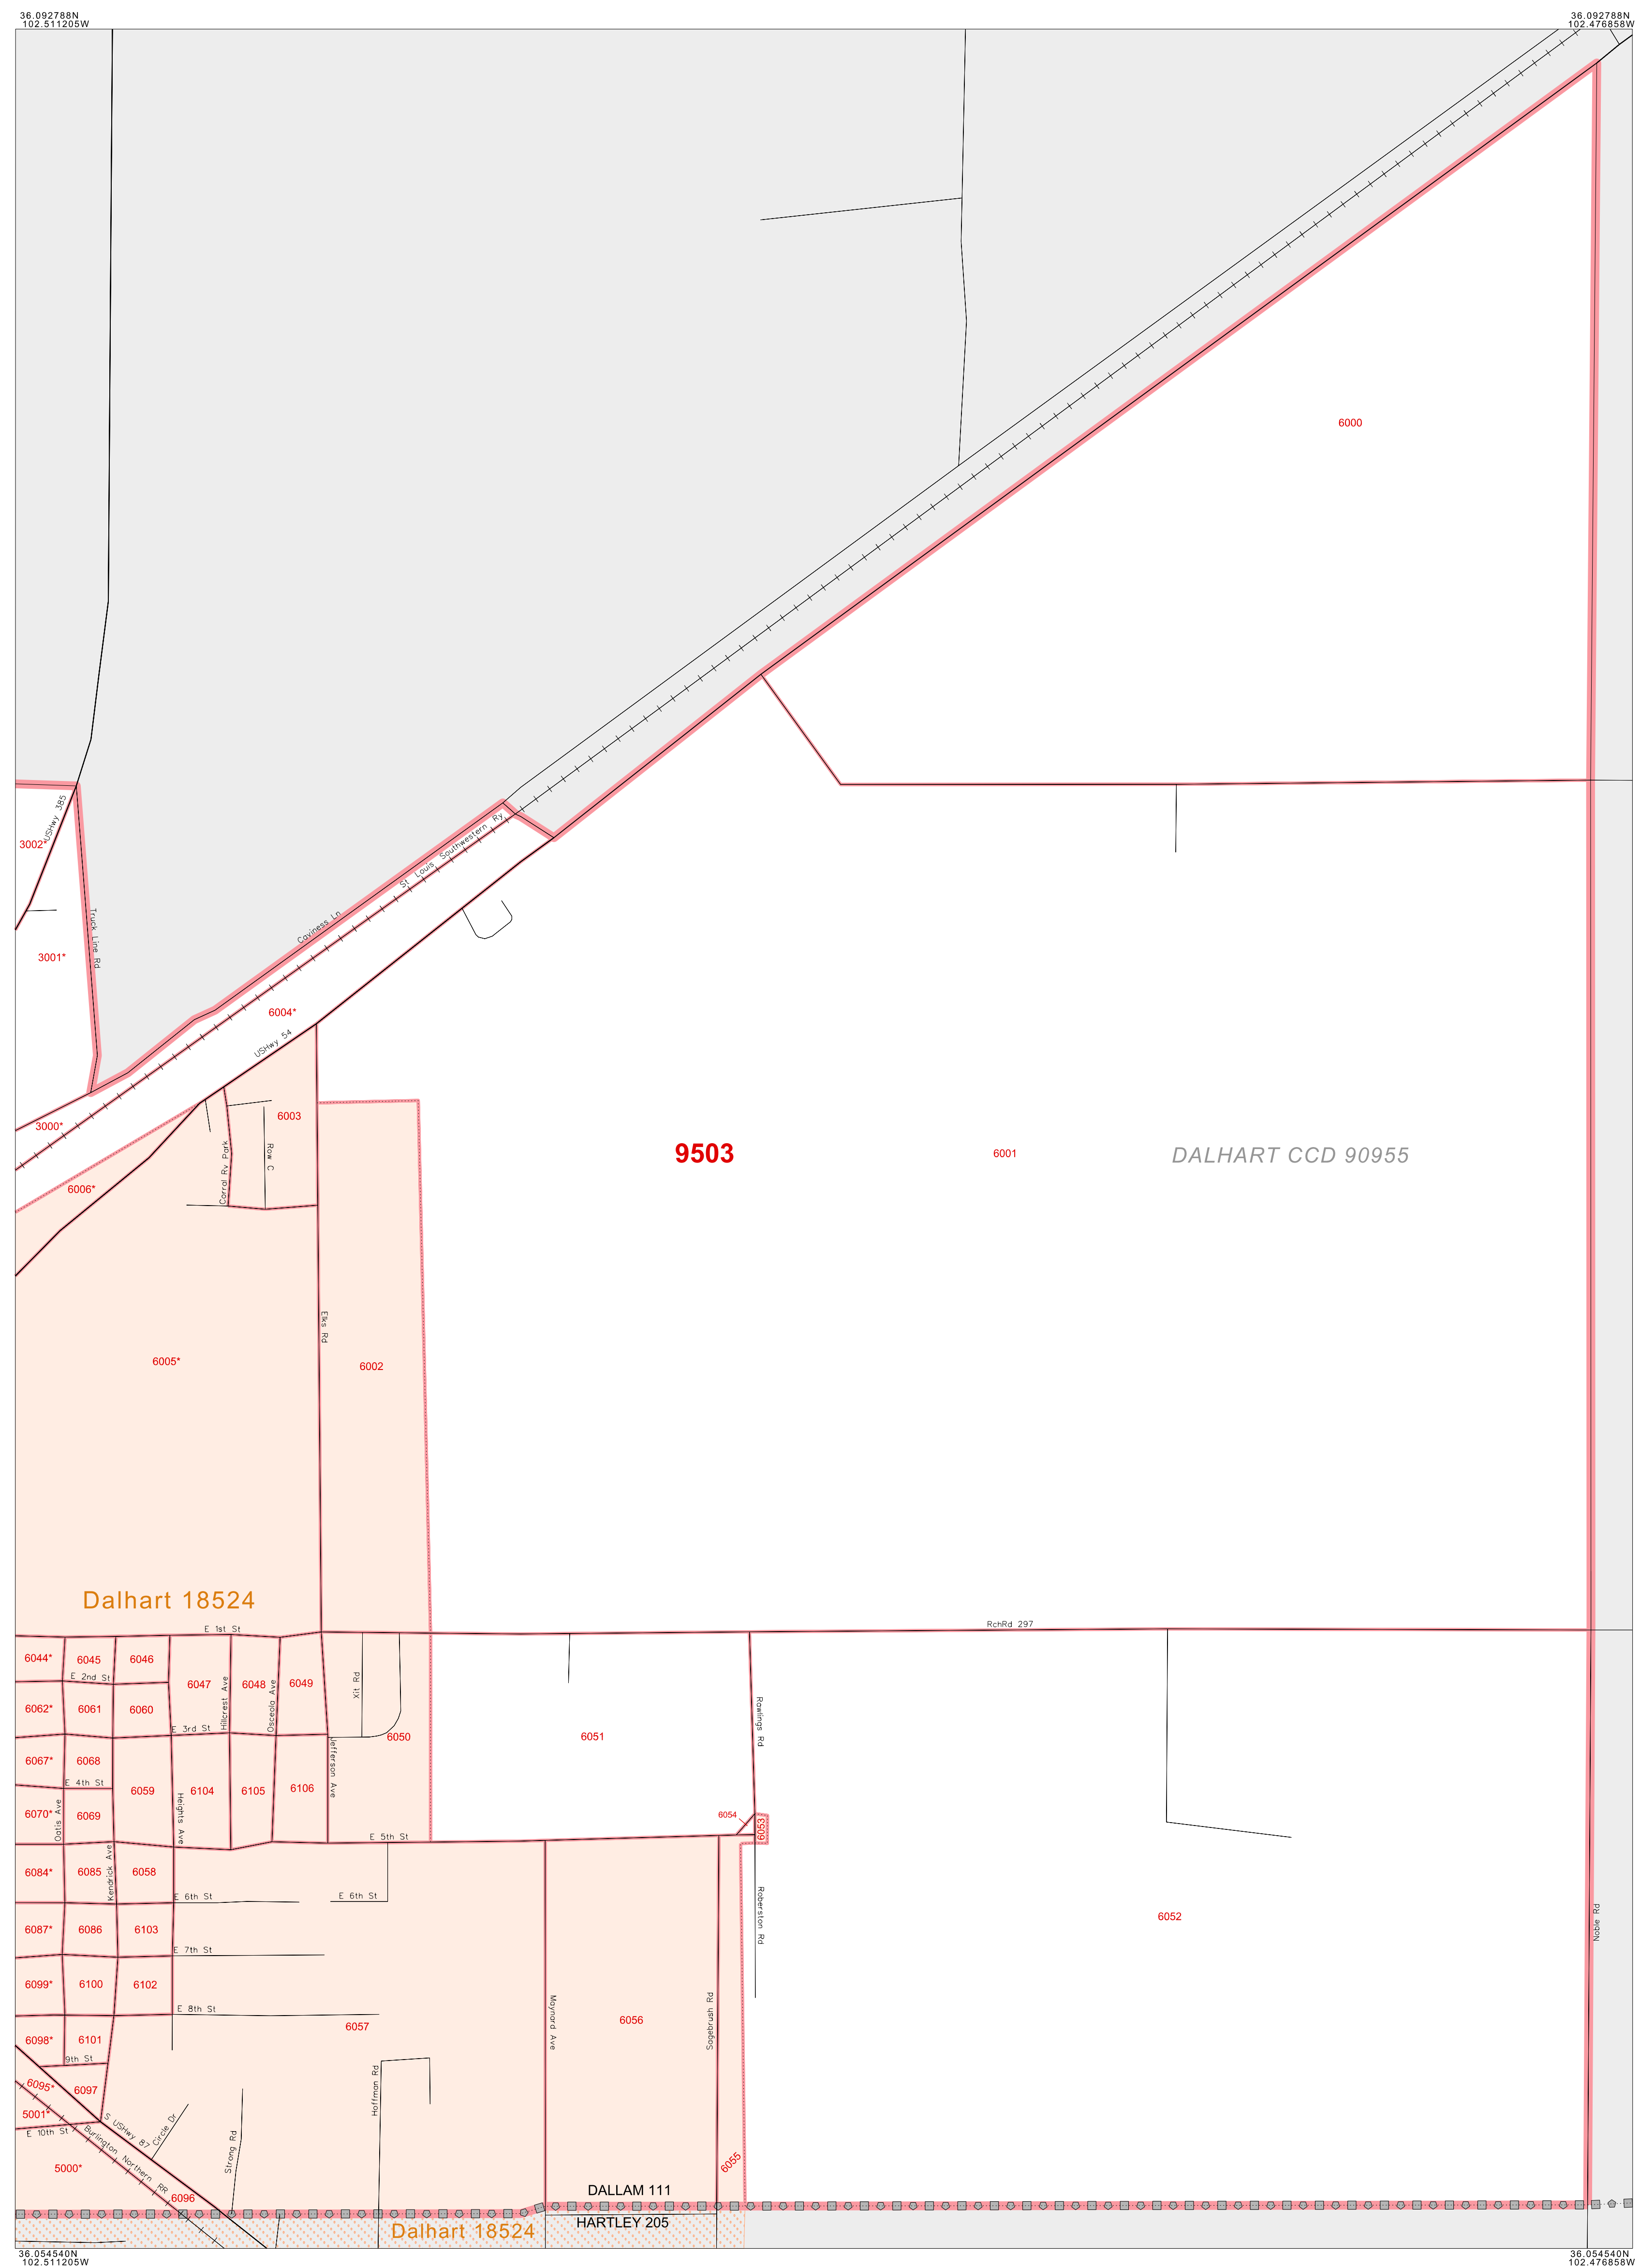 36.092788N
102.511205W
36.092788N
102.476858W
6000
USHwy 385
3002*
St Louis Southwestern Ry
Truck Line Rd
Caviness Ln
3001*
6004*
USHwy 54
6003
3000*
Corral Rv Park
Row C
9503
6001
DALHART CCD 90955
6006*
Elks Rd
6005*
6002
Dalhart 18524
E 1st St
RchRd 297
6044*
6045
6046
E 2nd St
6047
6048
6049
Hillcrest Ave
Osceola Ave
Xit Rd
6062*
6061
6060
E 3rd St
Rawlings Rd
6050
6051
6067*
6068
Jefferson Ave
E 4th St
6059
6104
6105
6106
Oatis Ave
6070*
6069
Heights Ave
6054
6053
E 5th St
6084*
6085
Kendrick Ave
6058
E 6th St
E 6th St
Roberston Rd
6052
Noble Rd
6087*
6086
6103
E 7th St
6099*
6100
6102
E 8th St
6057
Maynard Ave
6056
Sagebrush Rd
6098*
6101
9th St
6095*
6097
Hoffman Rd
5001*
S USHwy 87
Circle Dr
E 10th St
Burlington Northern RR
Strong Rd
5000*
6096
6055
DALLAM 111
HARTLEY 205
Dalhart 18524
36.054540N
102.511205W
36.054540N
102.476858W